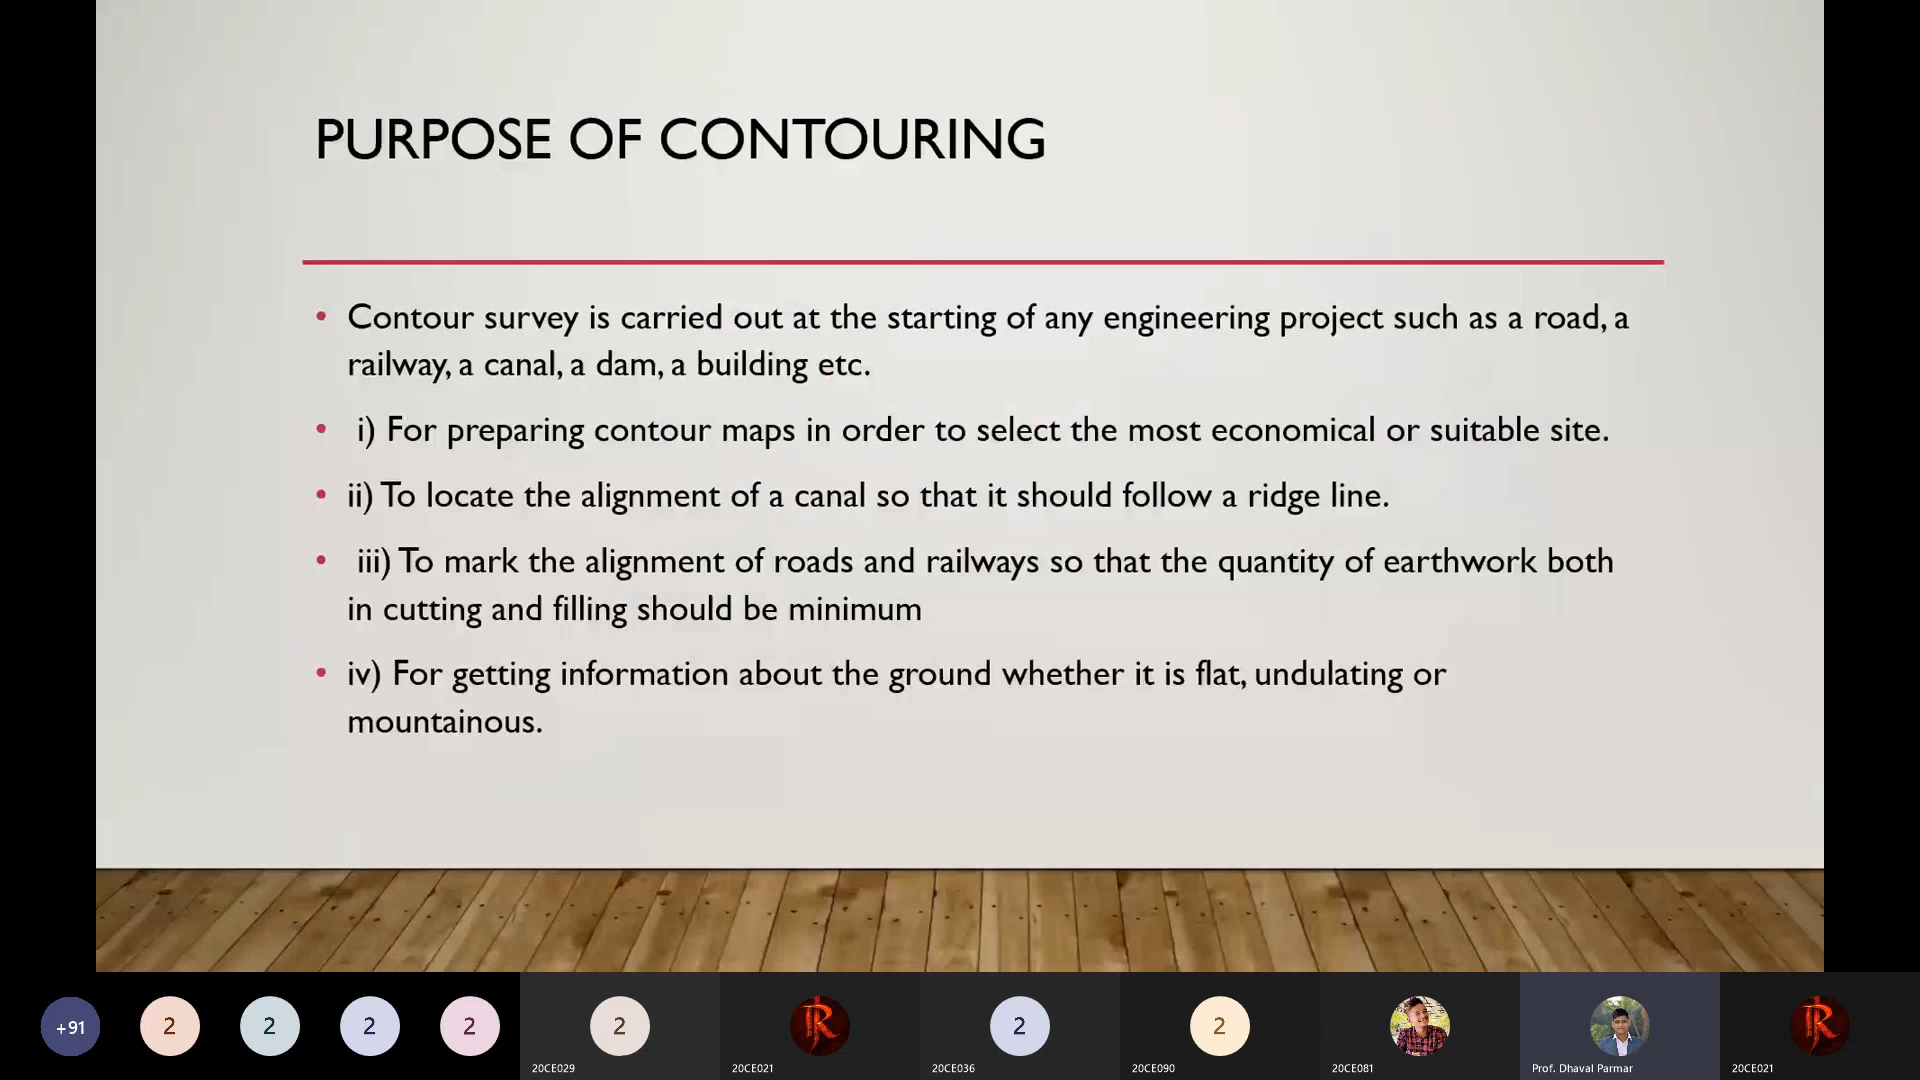 PURPOSE OF CONTOURING
• Contour survey is carried out at the starting of any engineering project such as a road, a
railway, a canal, a dam, a building etc.
• i) For preparing contour maps in order to select the most economical or suitable site.
• ii) To locate the alignment of a canal so that it should follow a ridge line.
• iii) To mark the alignment of roads and railways so that the quantity of earthwork both
in cutting and filling should be minimum
• iv) For getting information about the ground whether it is flat, undulating or
mountainous.
+91 2 2 2 2 2 2 2
20CE029 20CE021 20CE036 20CE090 20CE081 Prof. Dhaval Parmar 20CE021